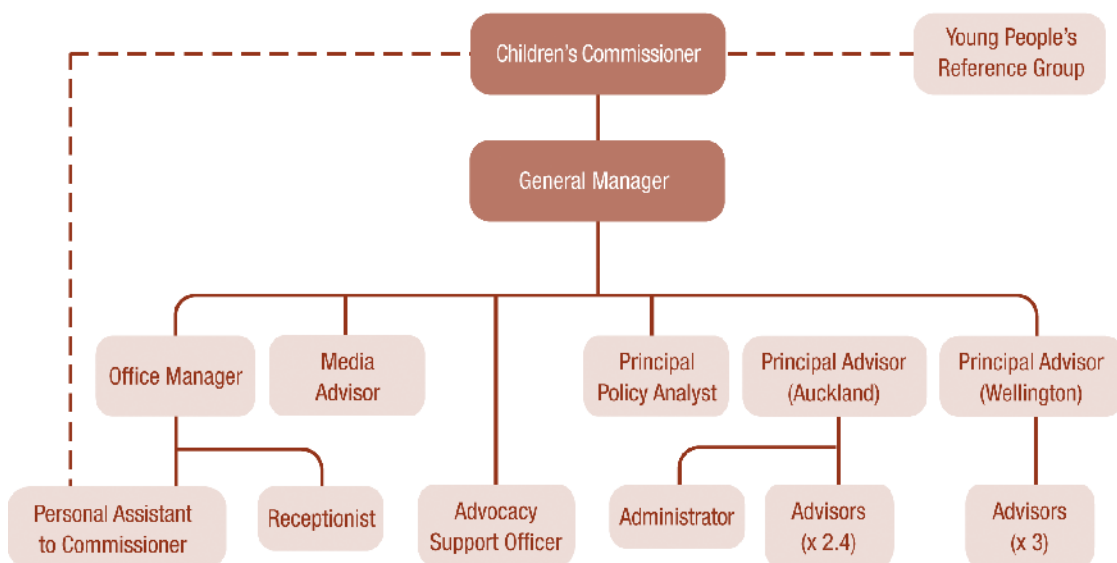 Children's Commissioner
Young People's
Reference Group
General Manager
Office Manager
Media
Advisor
Principal
Policy Analyst
Principal Advisor
(Auckland)
Principal Advisor
(Wellington)
Personal Assistant
to Commissioner
Receptionist
Advocacy
Support Officer
Administrator
Advisors
(x 2.4)
Advisors
(x 3)